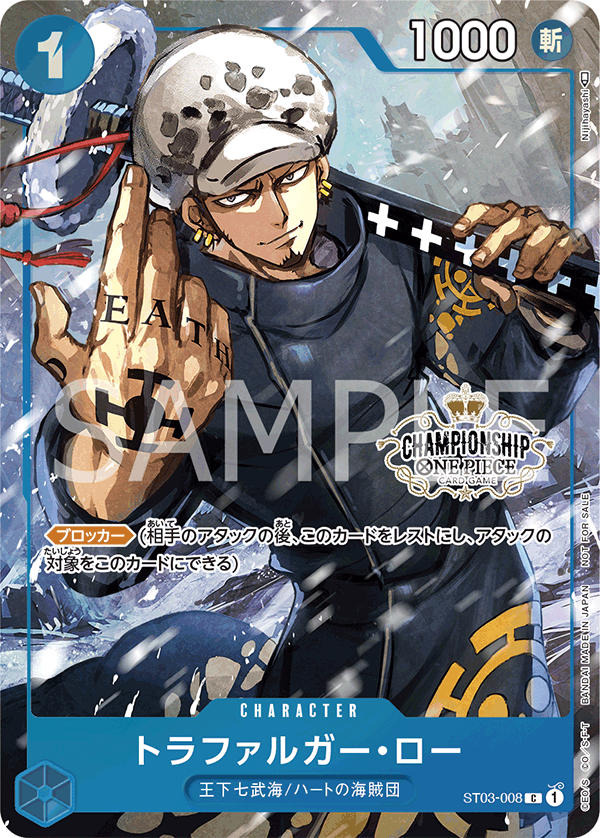 1
1000
斬
Nijihayashi
EATH
SAMPLE
CHAMPIONSHIP
ONE PIECE
CARD GAME
ブロッカー (相手のアタックの後、このカードをレストにし、アタックの
対象をこのカードにできる)
CHARACTER
トラファルガー・ロー
王下七武海/ハートの海賊団
ST03-008 C 1
CEO/S CO/S・F・T BANDAI MADE IN JAPAN NOT FOR SALE